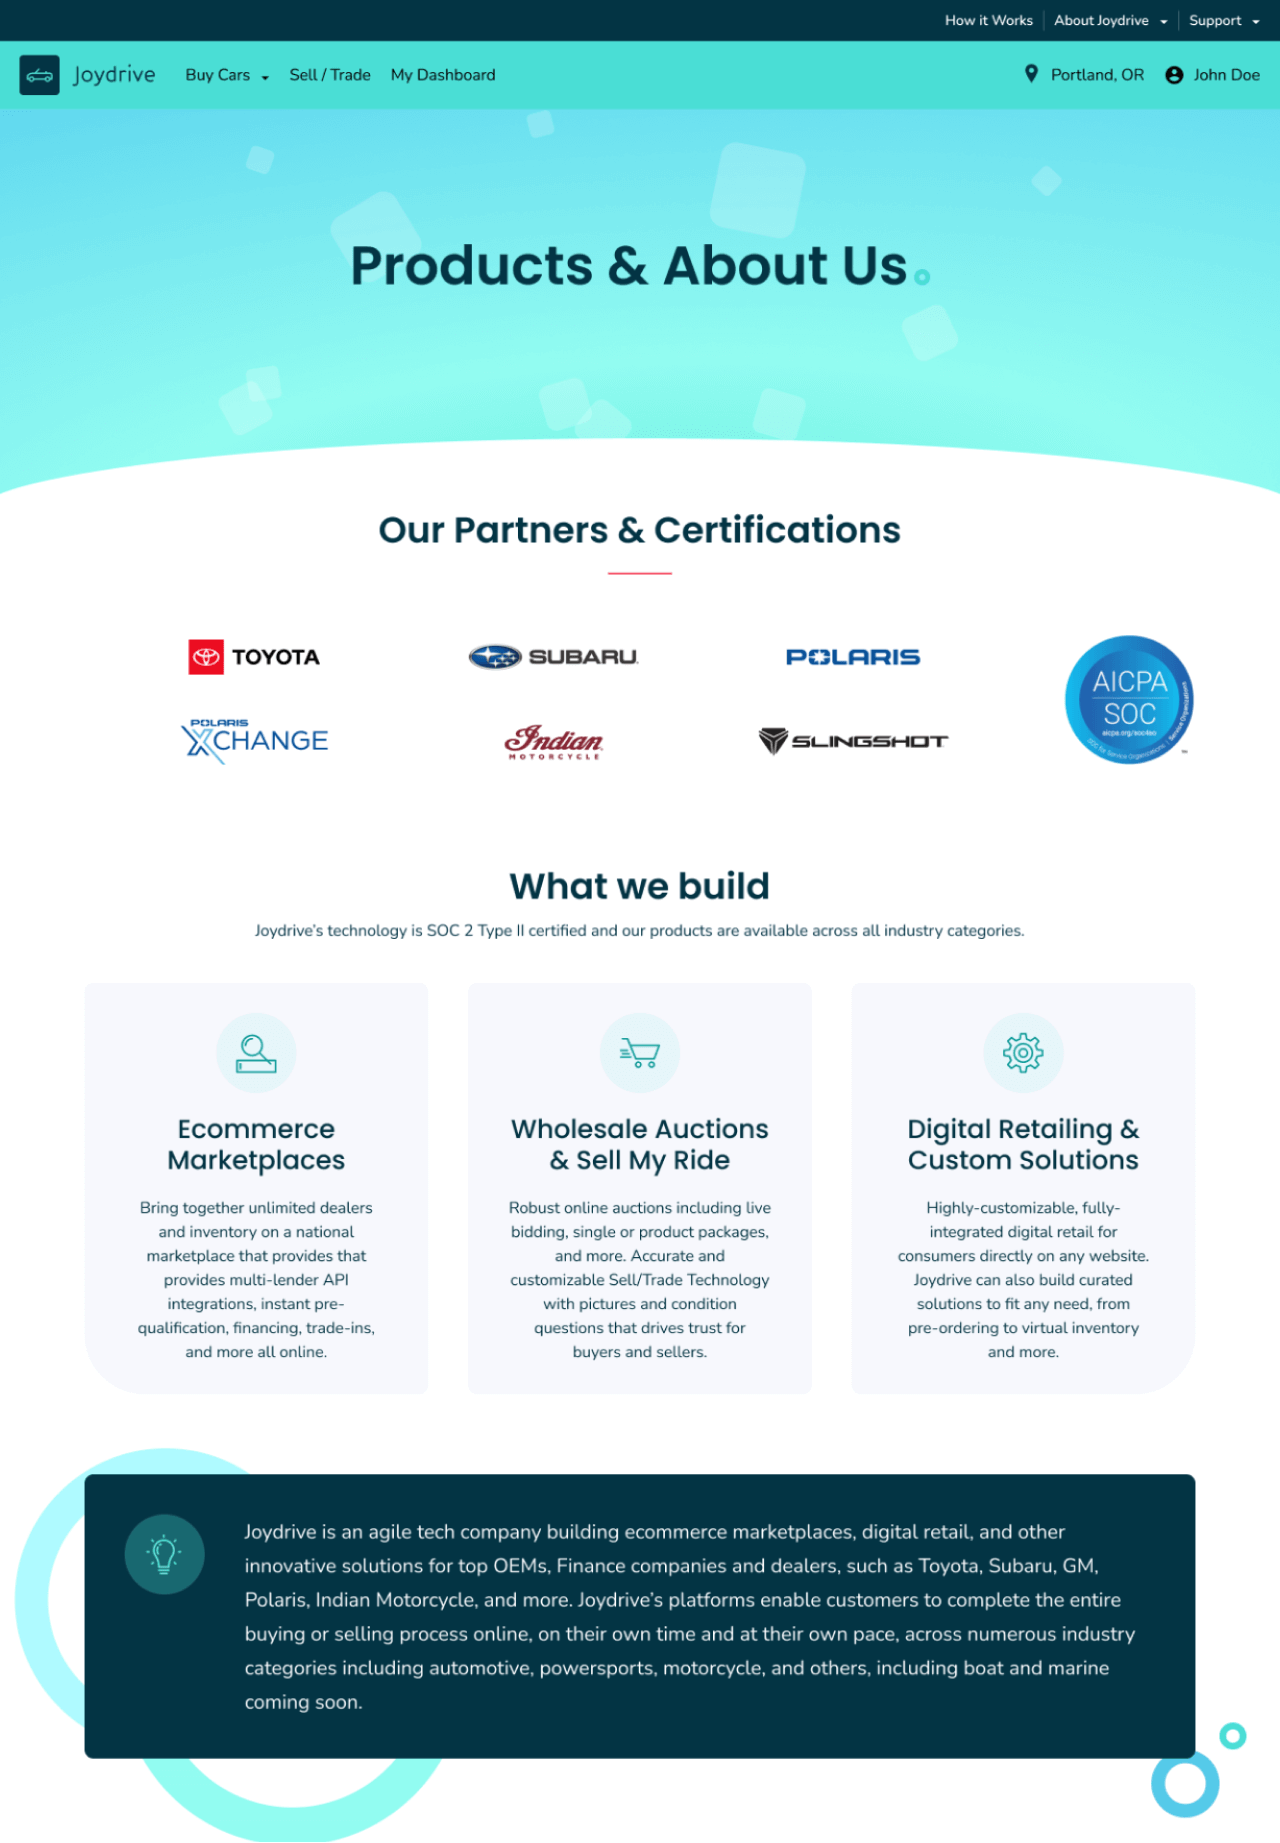 How it Works
About Joydrive
Support
Joydrive
Buy Cars
Sell / Trade
My Dashboard
Portland, OR
John Doe
Products & About Us
Our Partners & Certifications
TOYOTA
SUBARU
POLARIS
AICPA
SOC
aicpa.org/soc4so
SOC for Service Organizations | Service Organizations
POLARIS
XCHANGE
Indian
MOTORCYCLE
SLINGSHOT
What we build
Joydrive’s technology is SOC 2 Type II certified and our products are available across all industry categories.
Ecommerce
Marketplaces
Bring together unlimited dealers
and inventory on a national
marketplace that provides that
provides multi-lender API
integrations, instant pre-
qualification, financing, trade-ins,
and more all online.
Wholesale Auctions
& Sell My Ride
Robust online auctions including live
bidding, single or product packages,
and more. Accurate and
customizable Sell/Trade Technology
with pictures and condition
questions that drives trust for
buyers and sellers.
Digital Retailing &
Custom Solutions
Highly-customizable, fully-
integrated digital retail for
consumers directly on any website.
Joydrive can also build curated
solutions to fit any need, from
pre-ordering to virtual inventory
and more.
Joydrive is an agile tech company building ecommerce marketplaces, digital retail, and other
innovative solutions for top OEMs, Finance companies and dealers, such as Toyota, Subaru, GM,
Polaris, Indian Motorcycle, and more. Joydrive’s platforms enable customers to complete the entire
buying or selling process online, on their own time and at their own pace, across numerous industry
categories including automotive, powersports, motorcycle, and others, including boat and marine
coming soon.